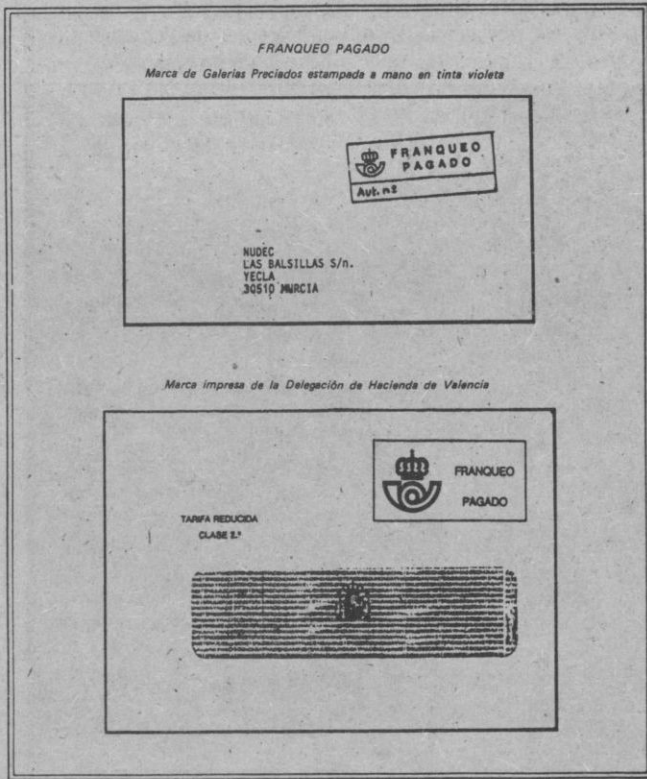 FRANQUEO PAGADO
Marca de Galerías Preciados estampada a mano en tinta violeta
FRANQUEO
PAGADO
Aut. nº
NUDEC
LAS BALSILLAS S/n.
YECLA
30510 MURCIA
Marca impresa de la Delegación de Hacienda de Valencia
FRANQUEO
PAGADO
TARIFA REDUCIDA
CLASE 2.ª